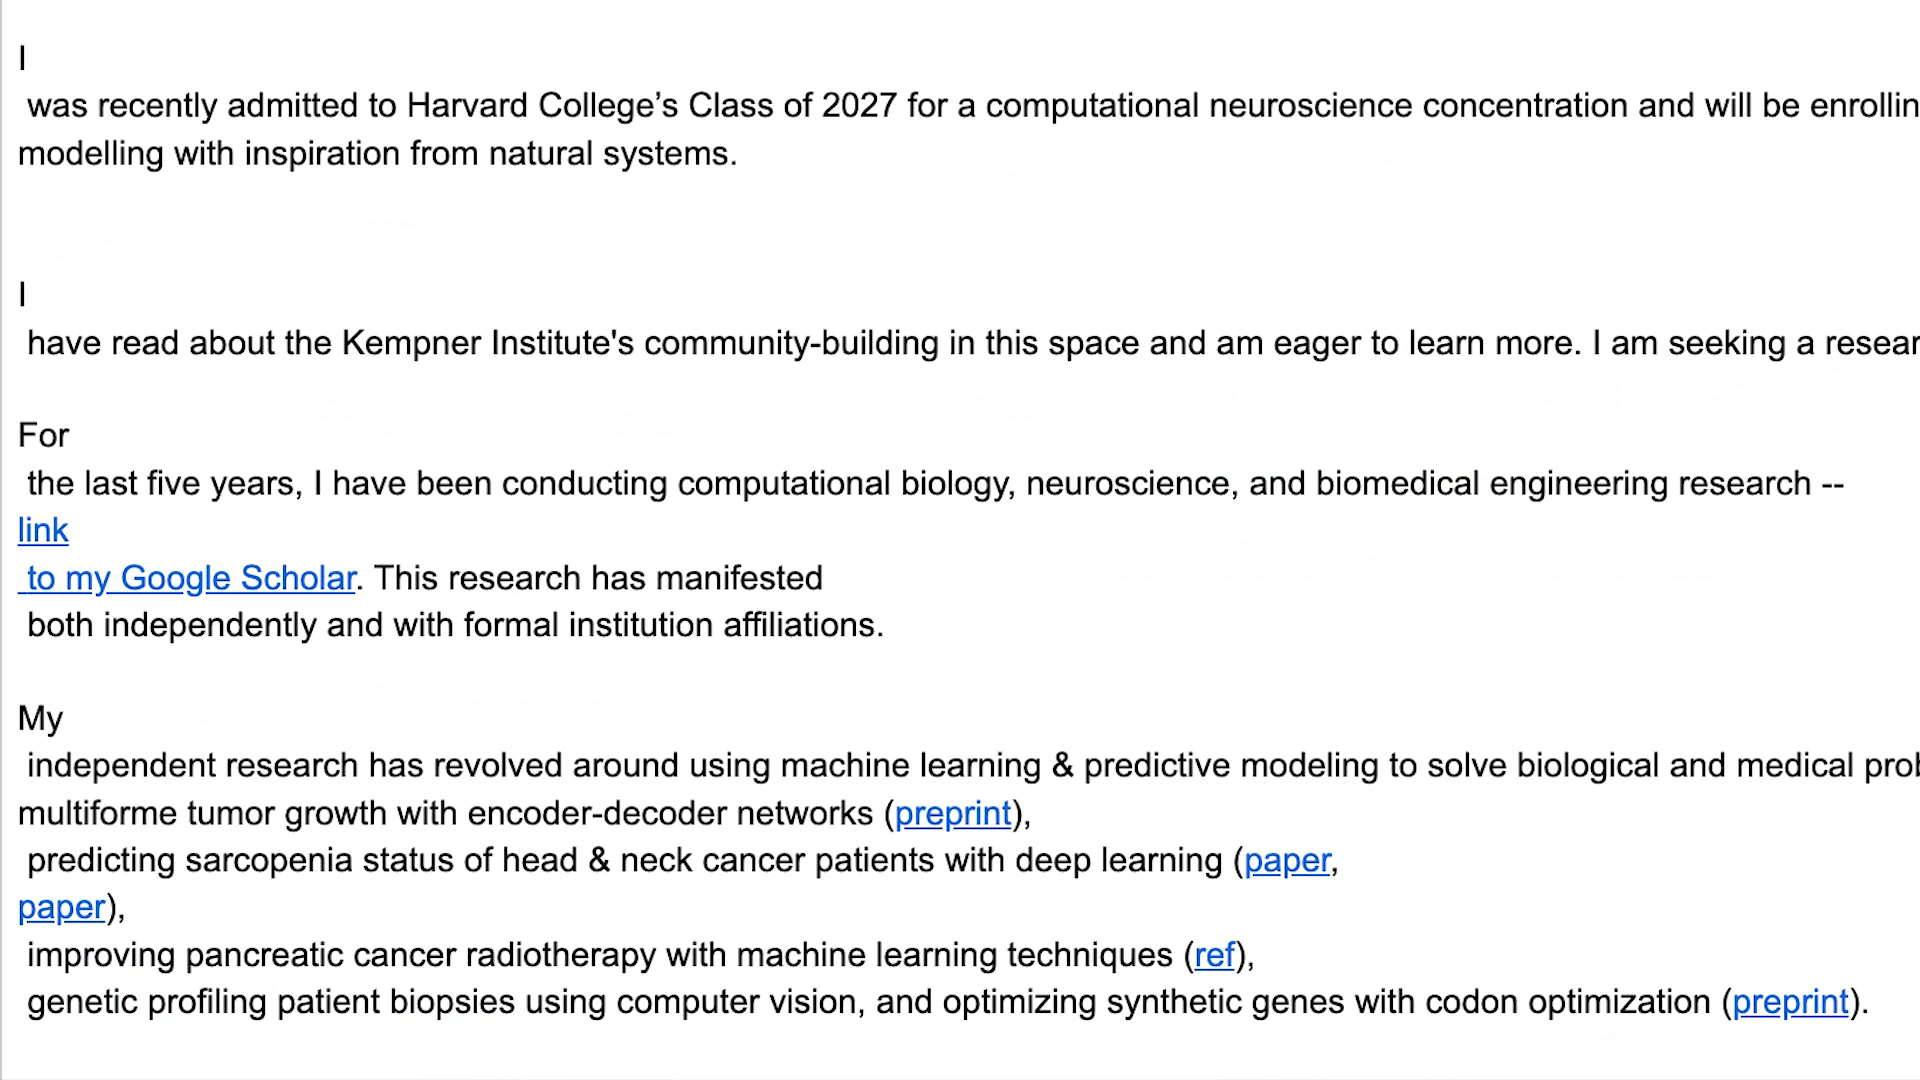 I
was recently admitted to Harvard College’s Class of 2027 for a computational neuroscience concentration and will be
modelling with inspiration from natural systems.
I
have read about the Kempner Institute's community-building in this space and am eager to learn more. I am seeking a
For
the last five years, I have been conducting computational biology, neuroscience, and biomedical engineering research --
link
to my Google Scholar. This research has manifested
both independently and with formal institution affiliations.
My
independent research has revolved around using machine learning & predictive modeling to solve biological and medical
multiforme tumor growth with encoder-decoder networks (preprint),
predicting sarcopenia status of head & neck cancer patients with deep learning (paper,
paper),
improving pancreatic cancer radiotherapy with machine learning techniques (ref),
genetic profiling patient biopsies using computer vision, and optimizing synthetic genes with codon optimization (preprint).